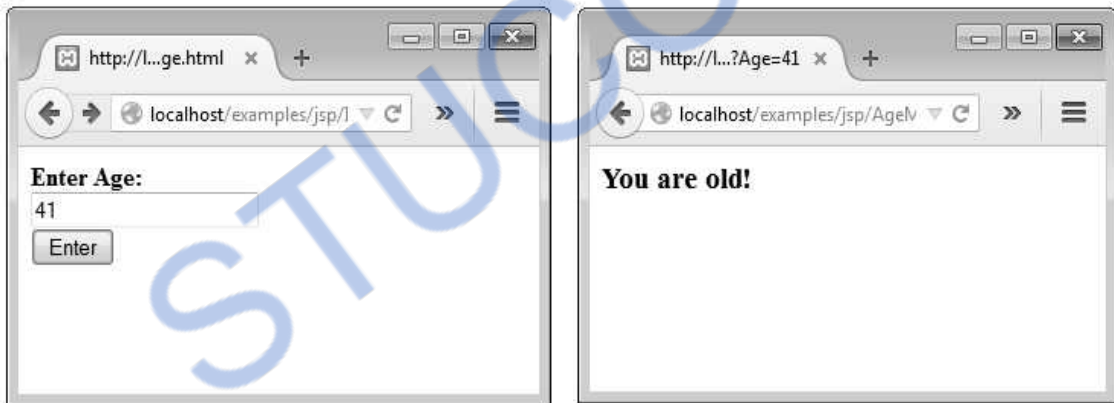 http://l...ge.html
localhost/examples/jsp/
Enter Age:
41
Enter
http://l...?Age=41
localhost/examples/jsp/AgeM
You are old!
STUCO